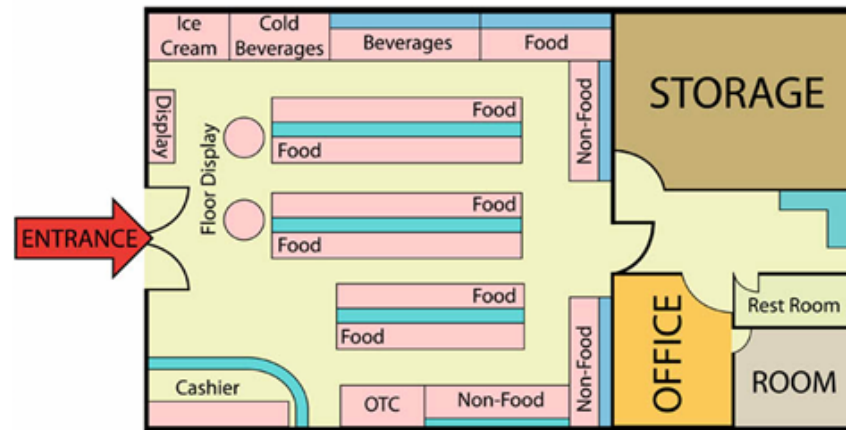 Ice
Cream
Cold
Beverages
Beverages
Food
Display
Floor Display
Food
Food
Non-Food
STORAGE
ENTRANCE
Food
Food
Food
Food
Rest Room
Cashier
OTC
Non-Food
Non-Food
OFFICE
ROOM